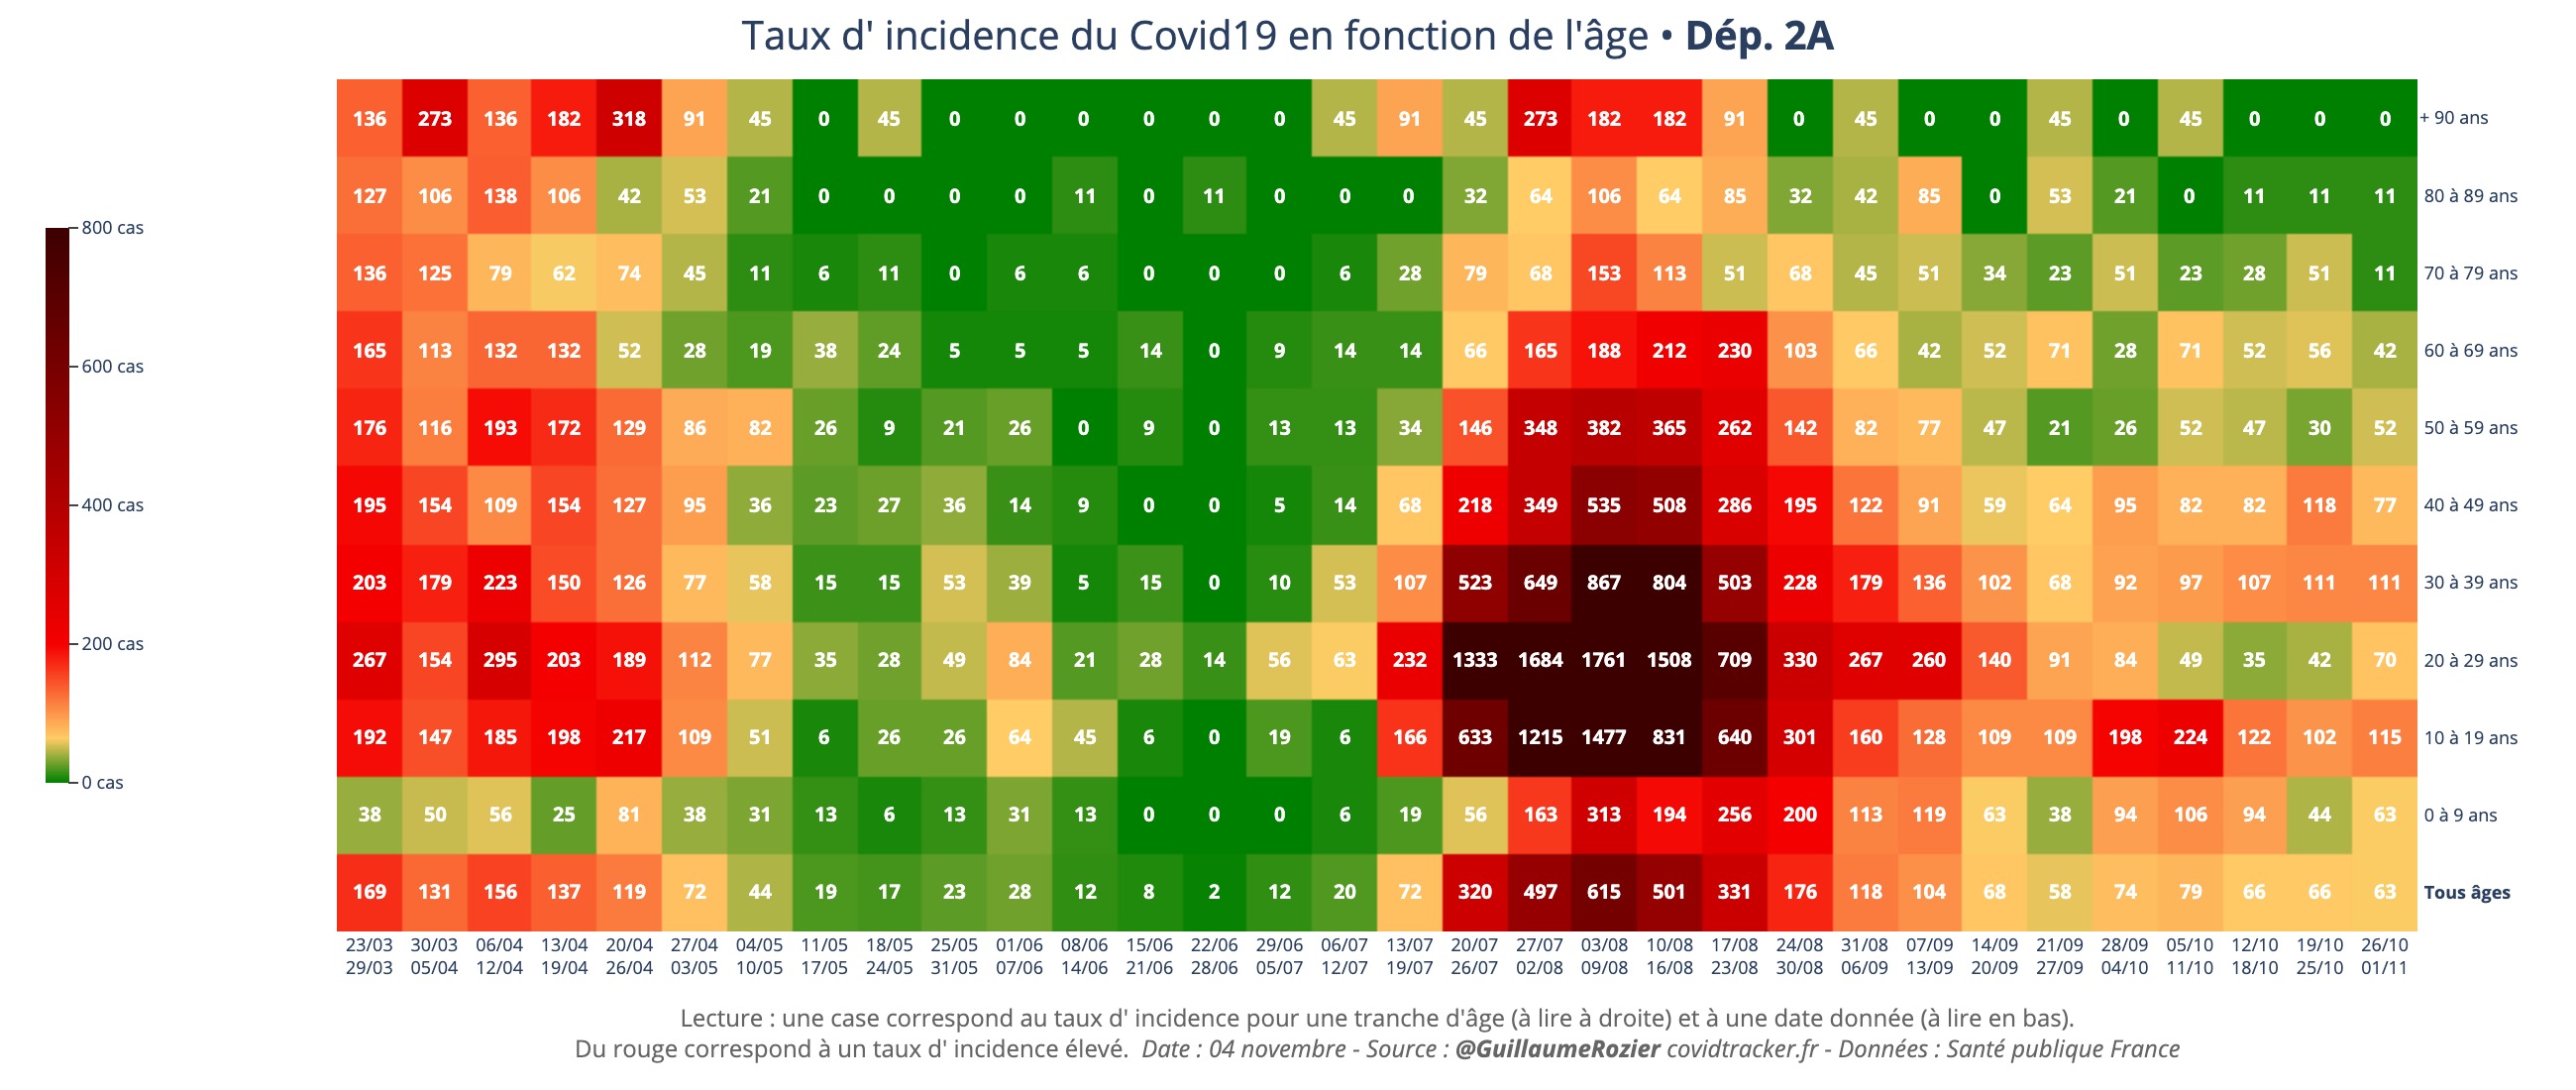 Taux d' incidence du Covid19 en fonction de l'âge • Dép. 2A
136 273 136 182 318 91 45 0 45 0 0 0 0 0 0 45 91 45 273 182 182 91 0 45 0 0 45 0 45 0 0 0 + 90 ans
127 106 138 106 42 53 21 0 0 0 0 11 0 11 0 0 0 32 64 106 64 85 32 42 85 0 53 21 0 11 11 11 80 à 89 ans
800 cas
136 125 79 62 74 45 11 6 11 0 6 6 0 0 0 6 28 79 68 153 113 51 68 45 51 34 23 51 23 28 51 11 70 à 79 ans
165 113 132 132 52 28 19 38 24 5 5 5 14 0 9 14 14 66 165 188 212 230 103 66 42 52 71 28 71 52 56 42 60 à 69 ans
600 cas
176 116 193 172 129 86 82 26 9 21 26 0 9 0 13 13 34 146 348 382 365 262 142 82 77 47 21 26 52 47 30 52 50 à 59 ans
400 cas
195 154 109 154 127 95 36 23 27 36 14 9 0 0 5 14 68 218 349 535 508 286 195 122 91 59 64 95 82 82 118 77 40 à 49 ans
203 179 223 150 126 77 58 15 15 53 39 5 15 0 10 53 107 523 649 867 804 503 228 179 136 102 68 92 97 107 111 111 30 à 39 ans
200 cas
267 154 295 203 189 112 77 35 28 49 84 21 28 14 56 63 232 1333 1684 1761 1508 709 330 267 260 140 91 84 49 35 42 70 20 à 29 ans
192 147 185 198 217 109 51 6 26 26 64 45 6 0 19 6 166 633 1215 1477 831 640 301 160 128 109 109 198 224 122 102 115 10 à 19 ans
0 cas
38 50 56 25 81 38 31 13 6 13 31 13 0 0 0 6 19 56 163 313 194 256 200 113 119 63 38 94 106 94 44 63 0 à 9 ans
169 131 156 137 119 72 44 19 17 23 28 12 8 2 12 20 72 320 497 615 501 331 176 118 104 68 58 74 79 66 66 63 Tous âges
23/03 30/03 06/04 13/04 20/04 27/04 04/05 11/05 18/05 25/05 01/06 08/06 15/06 22/06 29/06 06/07 13/07 20/07 27/07 03/08 10/08 17/08 24/08 31/08 07/09 14/09 21/09 28/09 05/10 12/10 19/10 26/10
29/03 05/04 12/04 19/04 26/04 03/05 10/05 17/05 24/05 31/05 07/06 14/06 21/06 28/06 05/07 12/07 19/07 26/07 02/08 09/08 16/08 23/08 30/08 06/09 13/09 20/09 27/09 04/10 11/10 18/10 25/10 01/11
Lecture : une case correspond au taux d' incidence pour une tranche d'âge (à lire à droite) et à une date donnée (à lire en bas).
Du rouge correspond à un taux d' incidence élevé. Date : 04 novembre - Source : @GuillaumeRozier covidtracker.fr - Données : Santé publique France